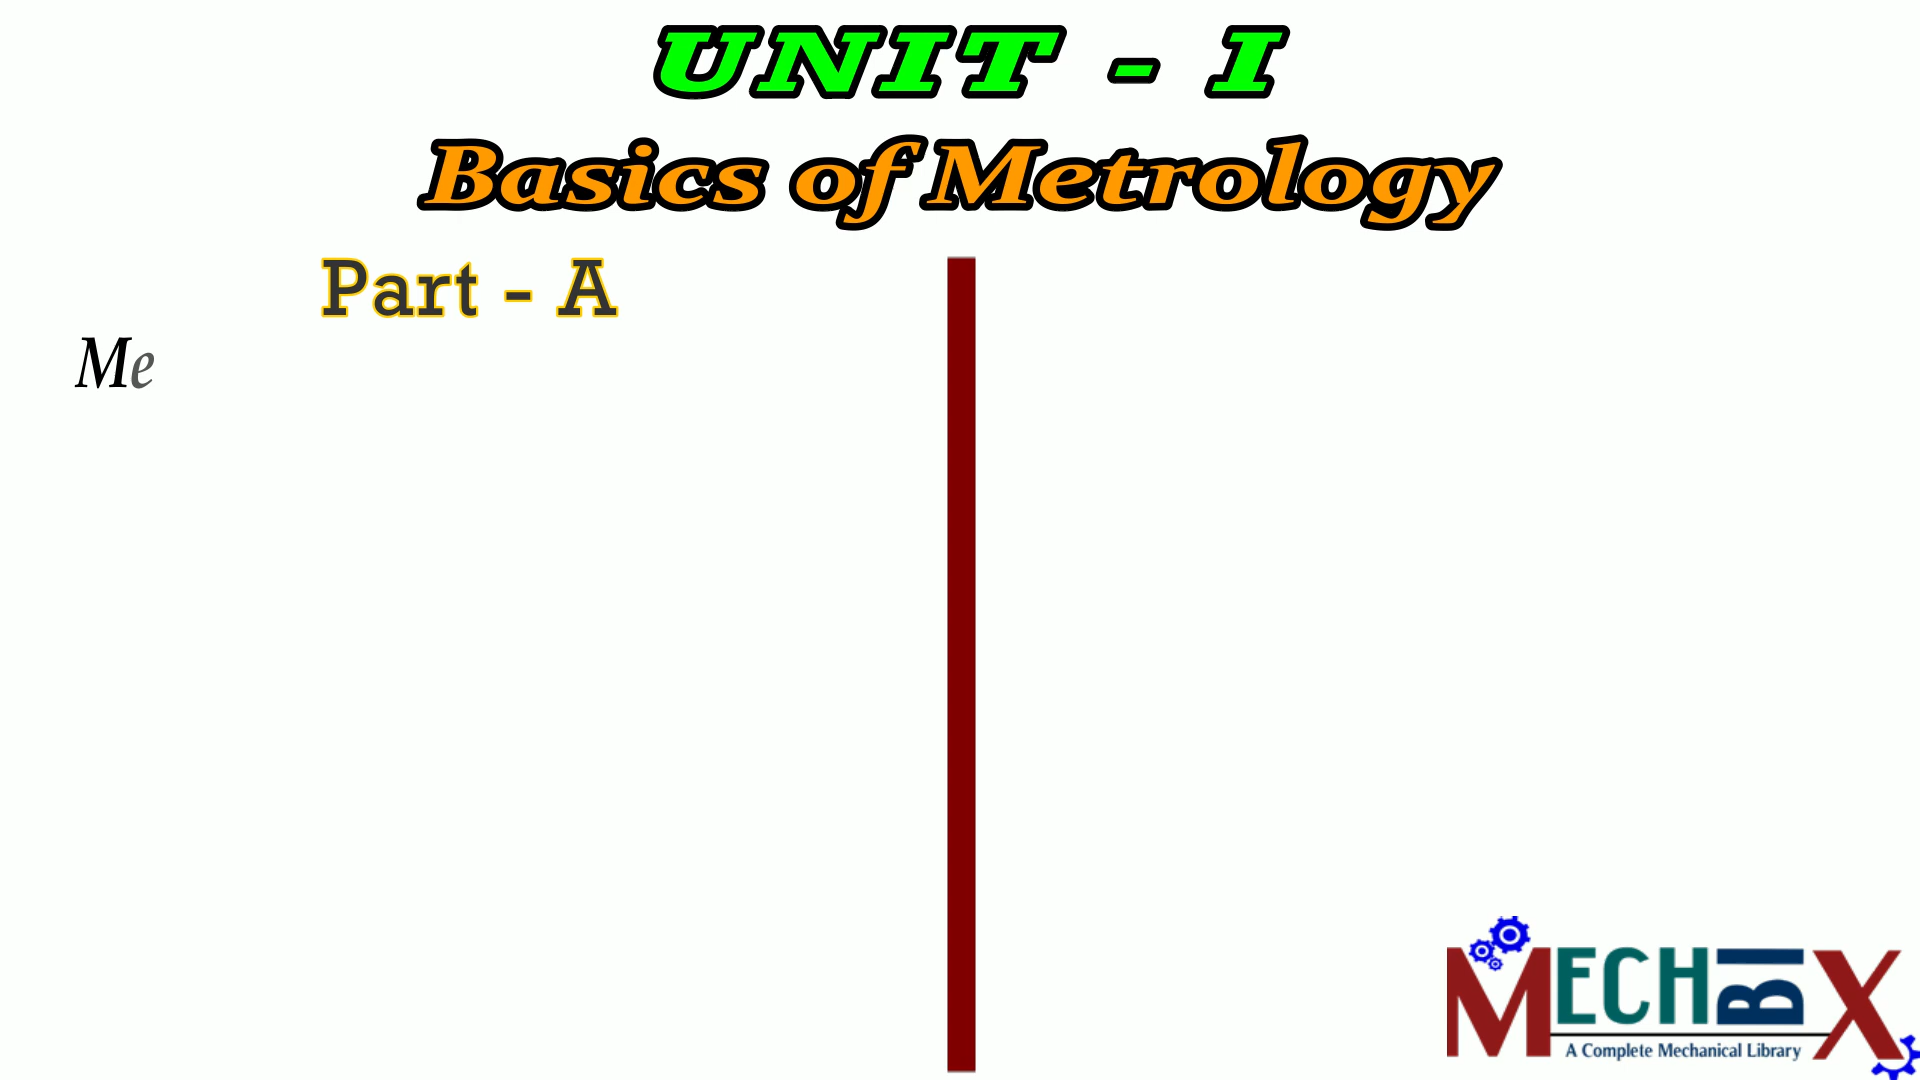 UNIT - I
Basics of Metrology
Part - A
Me
MECHBIX
A Complete Mechanical Library